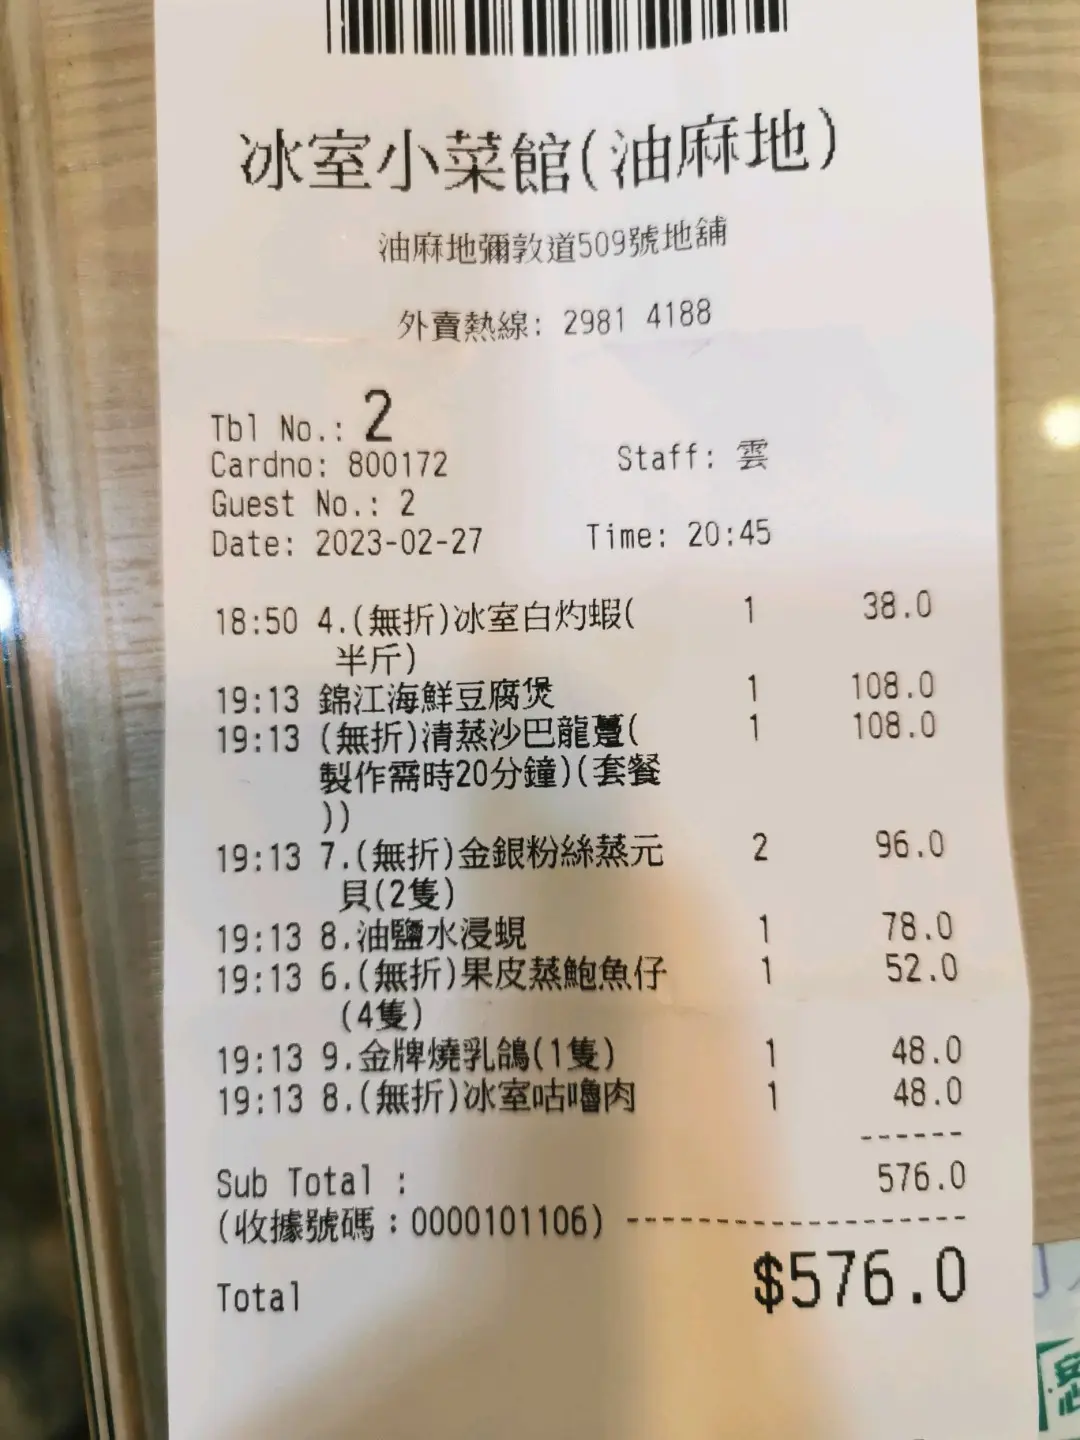 冰室小菜館(油麻地)
油麻地彌敦道509號地舖
外賣熱線: 2981 4188
Tbl No.: 2
Cardno: 800172 Staff: 雲
Guest No.: 2
Date: 2023-02-27 Time: 20:45
18:50 4.(無折)冰室白灼蝦( 1 38.0
半斤)
19:13 錦江海鮮豆腐煲 1 108.0
19:13 (無折)清蒸沙巴龍躉( 1 108.0
製作需時20分鐘)(套餐
))
19:13 7.(無折)金銀粉絲蒸元 2 96.0
貝(2隻)
19:13 8.油鹽水浸蜆 1 78.0
19:13 6.(無折)果皮蒸鮑魚仔 1 52.0
(4隻)
19:13 9.金牌燒乳鴿(1隻) 1 48.0
19:13 8.(無折)冰室咕嚕肉 1 48.0
------
Sub Total : 576.0
(收據號碼:0000101106) --------------------
Total $576.0